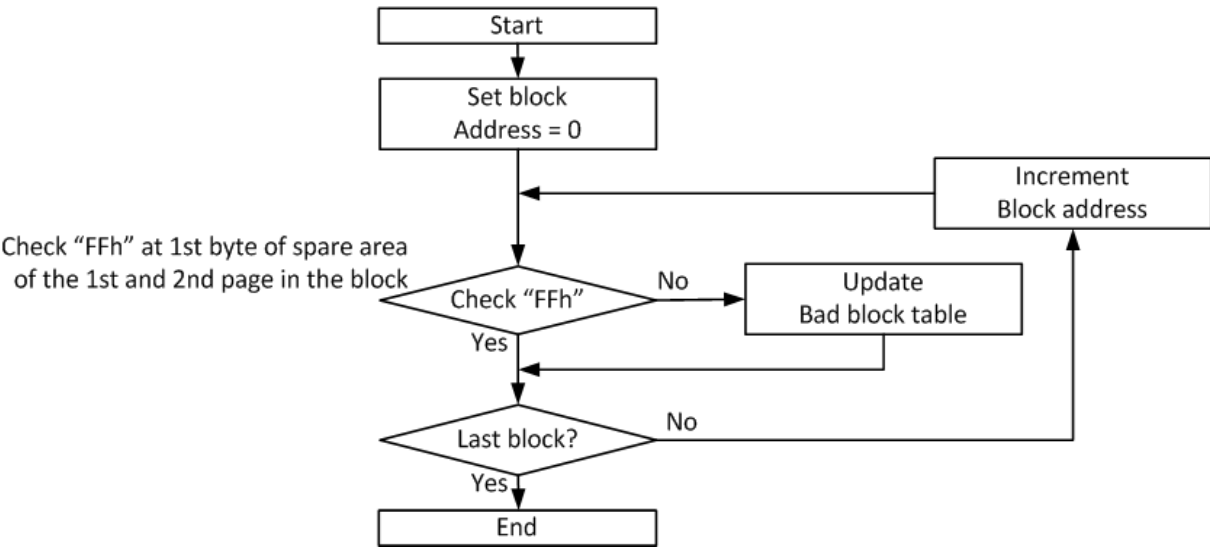 Start
Set block
Address = 0
Increment
Block address
Check “FFh” at 1st byte of spare area
of the 1st and 2nd page in the block
Check “FFh”
No
Update
Bad block table
Yes
Last block?
No
Yes
End